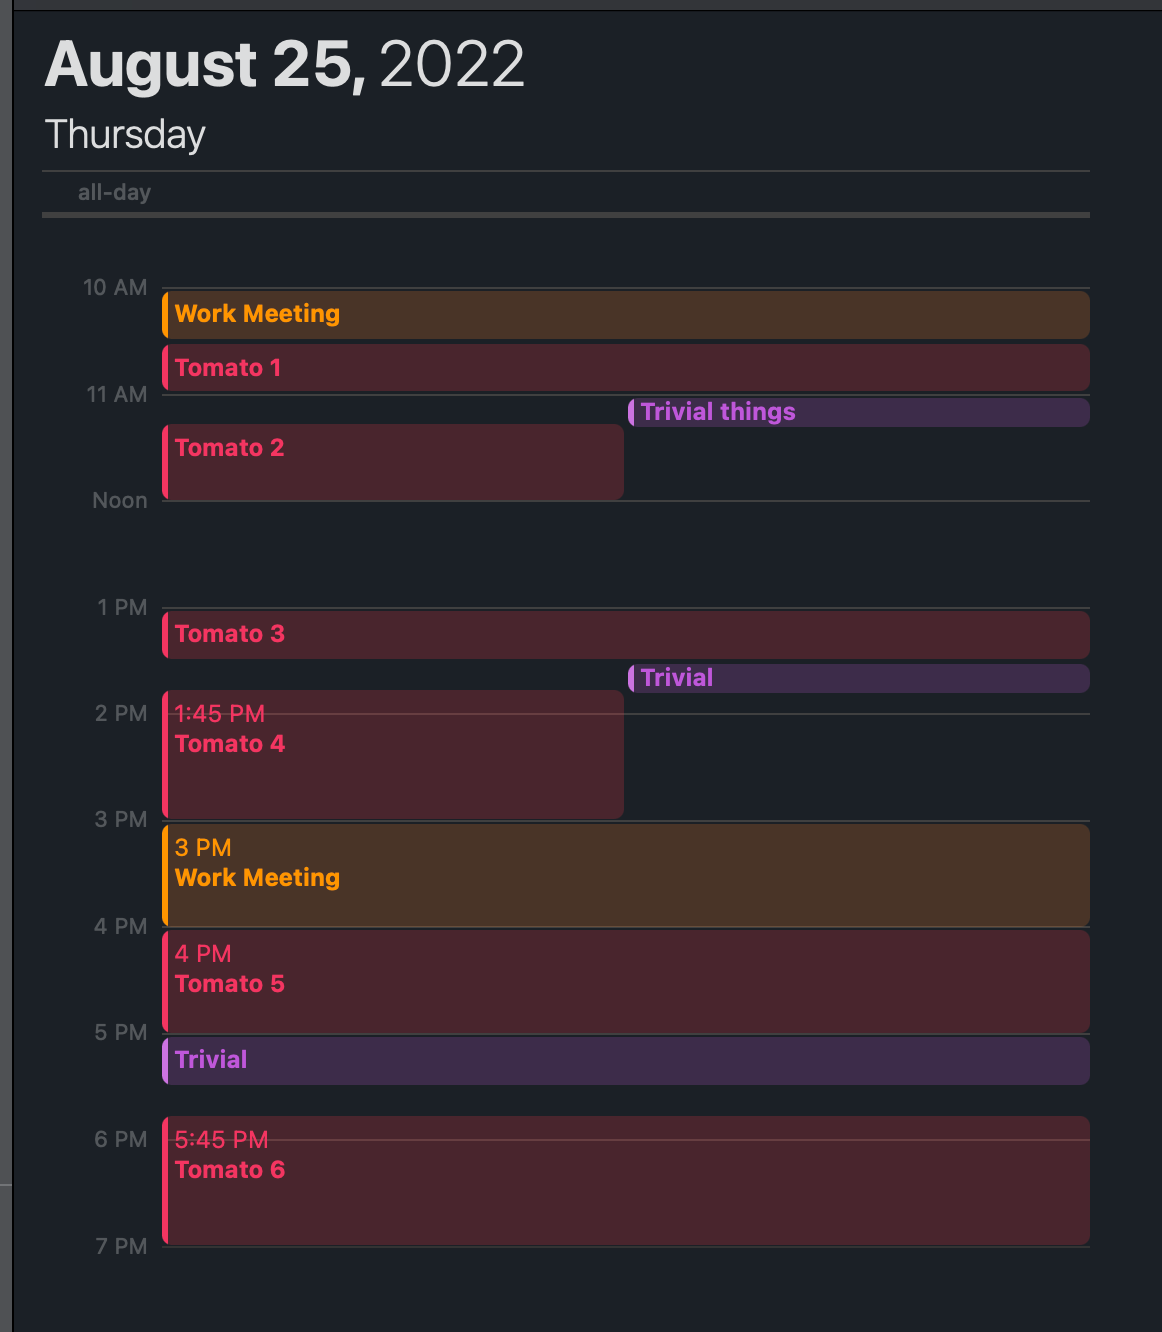 August 25, 2022
Thursday
all-day
10 AM
Work Meeting
Tomato 1
11 AM
Trivial things
Tomato 2
Noon
1 PM
Tomato 3
Trivial
2 PM
1:45 PM
Tomato 4
3 PM
3 PM
Work Meeting
4 PM
4 PM
Tomato 5
5 PM
Trivial
6 PM
5:45 PM
Tomato 6
7 PM